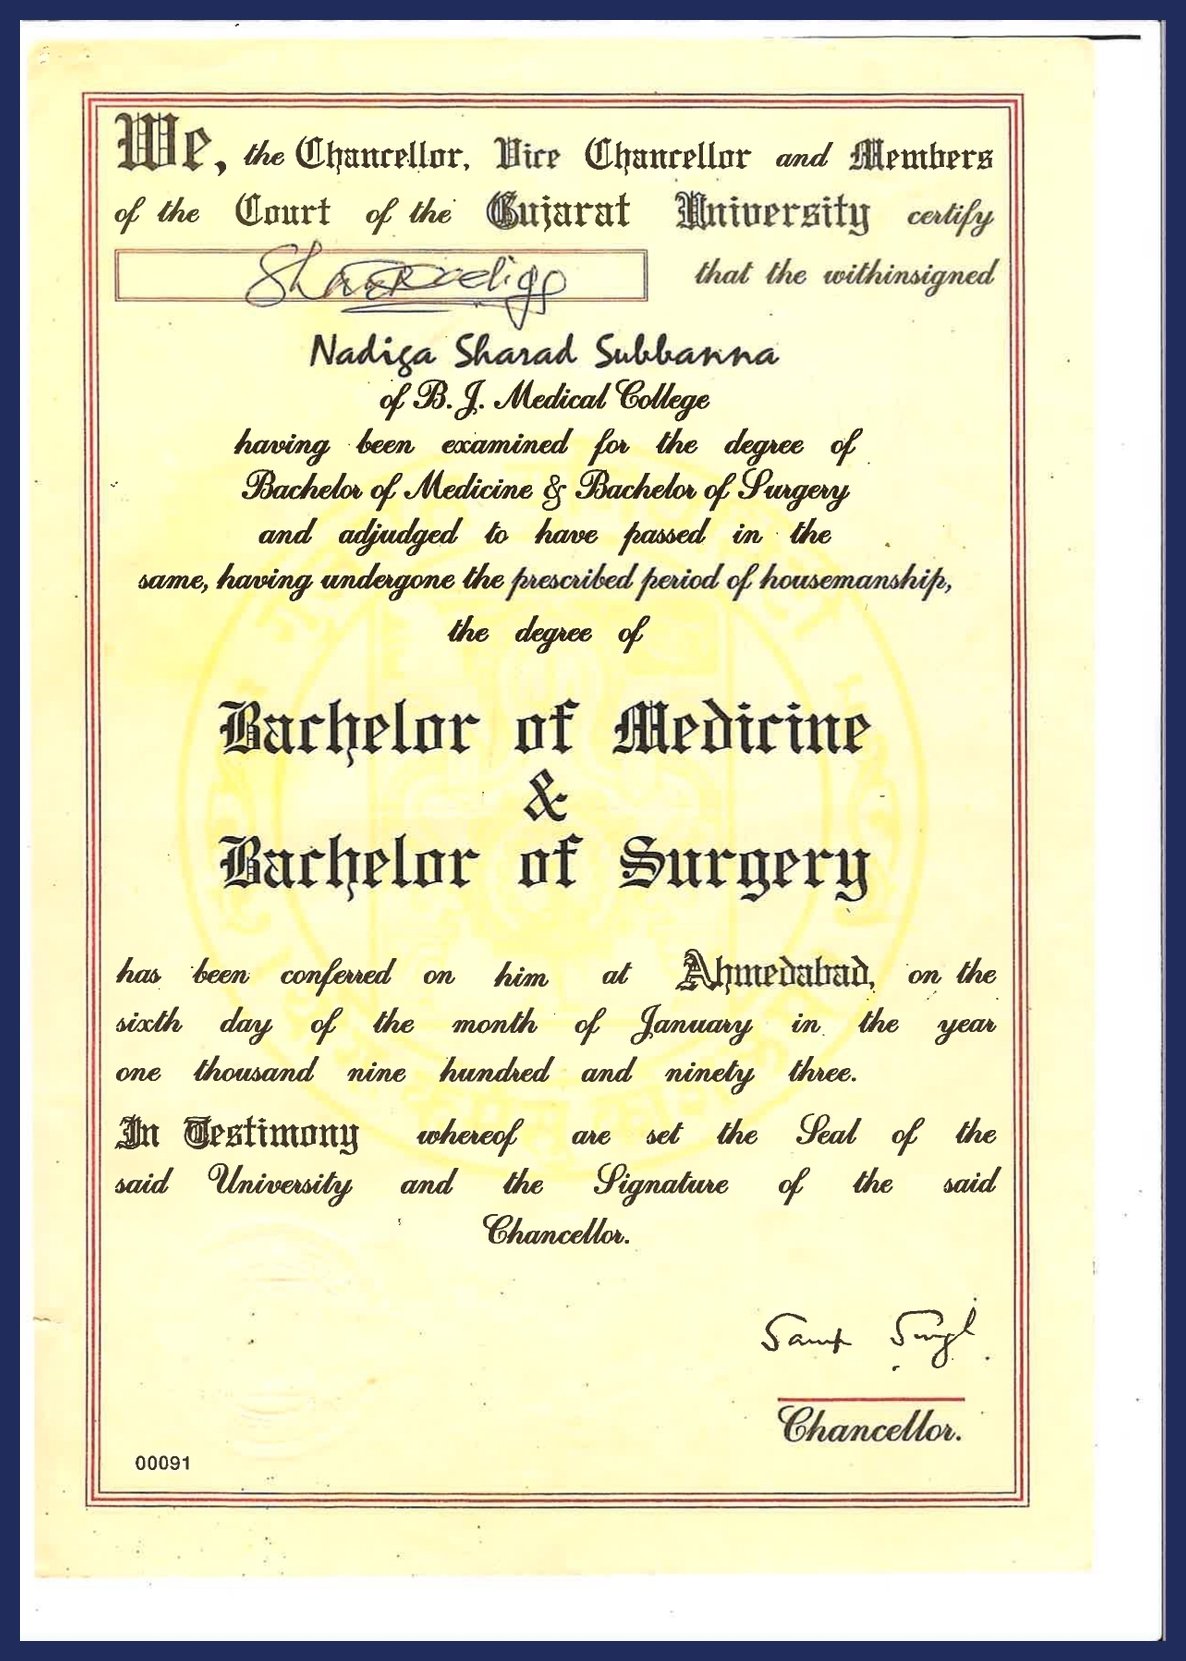 We, the Chancellor, Vice Chancellor and Members
of the Court of the Gujarat University certify
that the withinsigned
Nadiga Sharad Subbanna
of B. J. Medical College
having been examined for the degree of
Bachelor of Medicine & Bachelor of Surgery
and adjudged to have passed in the
same, having undergone the prescribed period of housemanship,
the degree of
Bachelor of Medicine
&
Bachelor of Surgery
has been conferred on him at Ahmedabad, on the
sixth day of the month of January in the year
one thousand nine hundred and ninety three.
In Testimony whereof are set the Seal of the
said University and the Signature of the said
Chancellor.
Chancellor.
00091